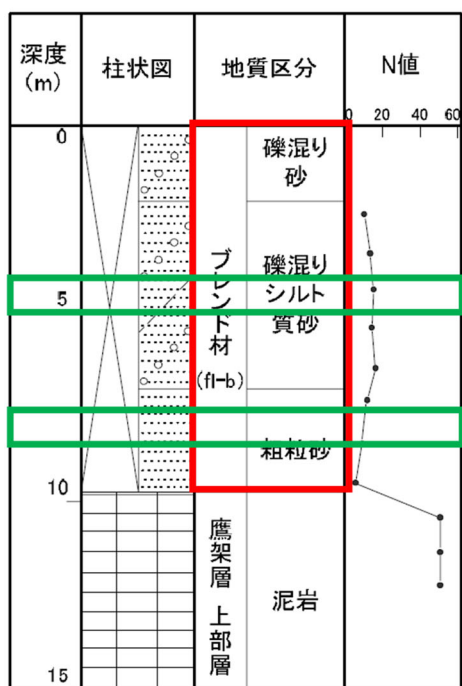 深度
(m)
柱状図
地質区分
N値
0 20 40 60
0
5
10
15
ブレンド材
(fl-b)
礫混り
砂
礫混り
シルト
質砂
粗粒砂
鷹架層 上部層
泥岩